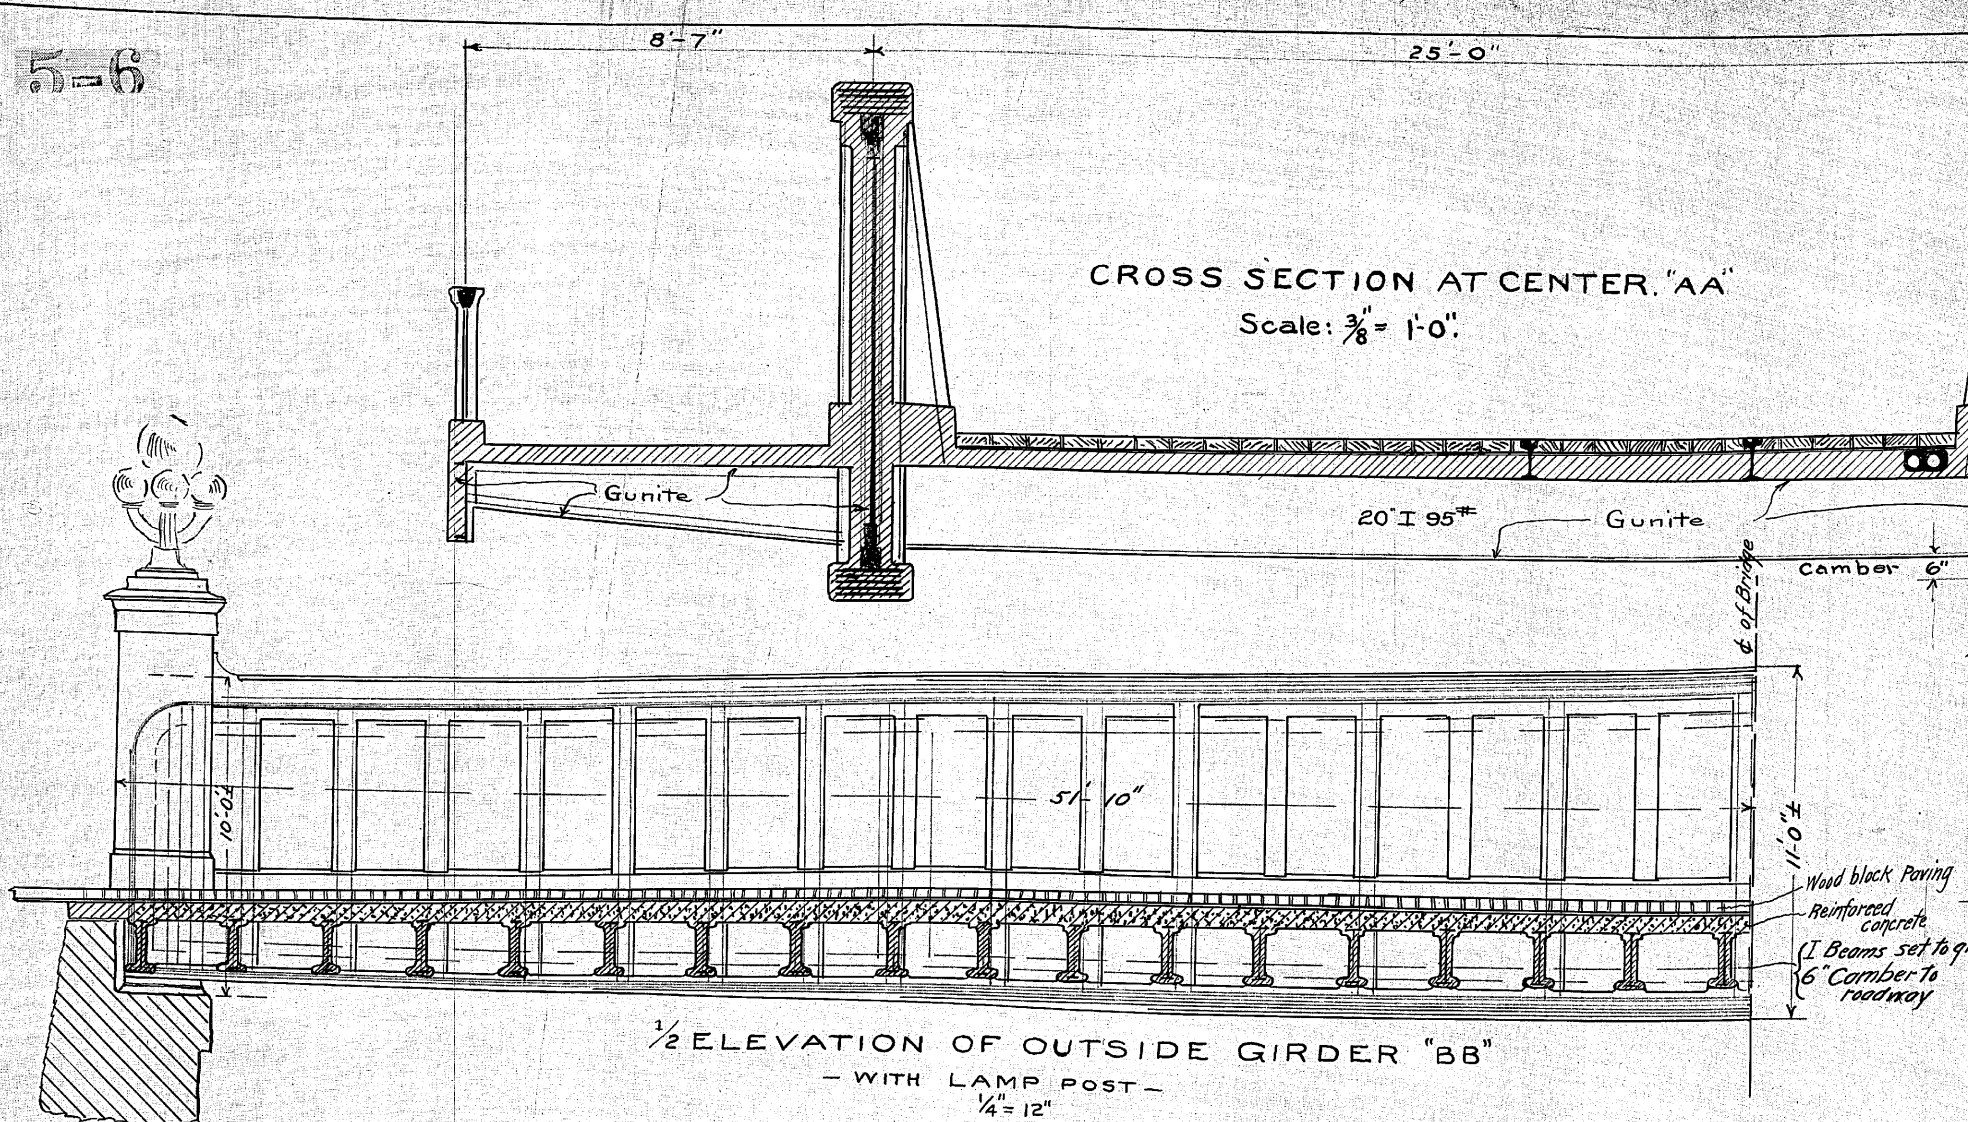 5-6
8'-7"
25'-0"
CROSS SECTION AT CENTER. "AA"
Scale: 3/8" = 1'-0".
Gunite
20" I 95#
Gunite
Camber 6"
℄ of Bridge
10'-0"±
51'-10"
11'-0"±
Wood block Paving
Reinforced
concrete
I Beams set to
6" Camber to
roadway
1/2 ELEVATION OF OUTSIDE GIRDER "BB"
- WITH LAMP POST -
1/4" = 12"